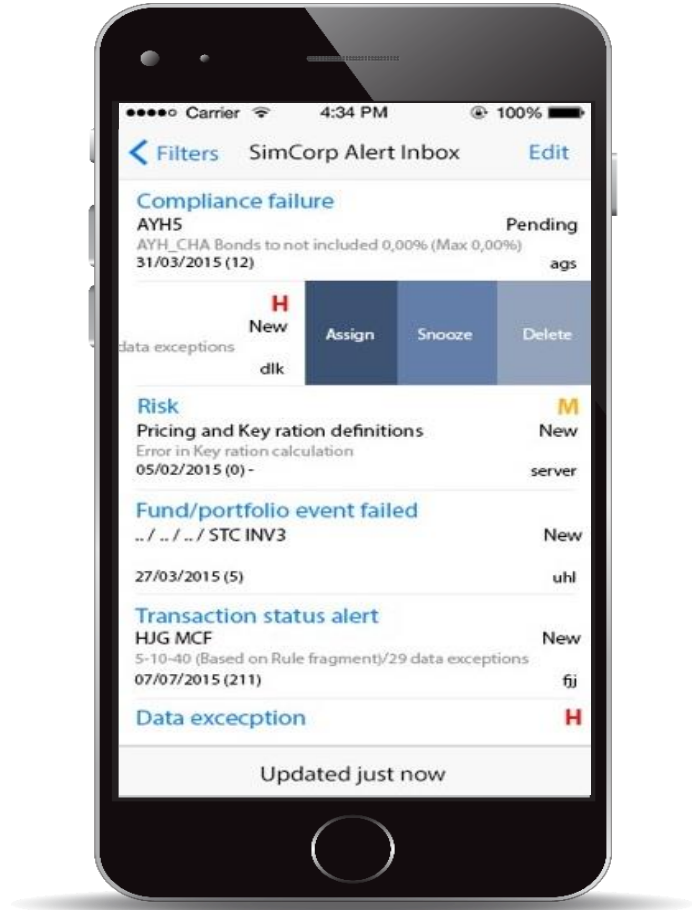 Carrier 4:34 PM 100%
Filters SimCorp Alert Inbox Edit
Compliance failure
AYH5 Pending
AYH_CHA Bonds to not included 0,00% (Max 0,00%)
31/03/2015 (12) ags
H
New
data exceptions
dlk
Assign Snooze Delete
Risk M
Pricing and Key ration definitions New
Error in Key ration calculation
05/02/2015 (0) - server
Fund/portfolio event failed
../ ../ ../ STC INV3 New
27/03/2015 (5) uhl
Transaction status alert
HJG MCF New
5-10-40 (Based on Rule fragment)/29 data exceptions
07/07/2015 (211) fjj
Data excecption H
Updated just now